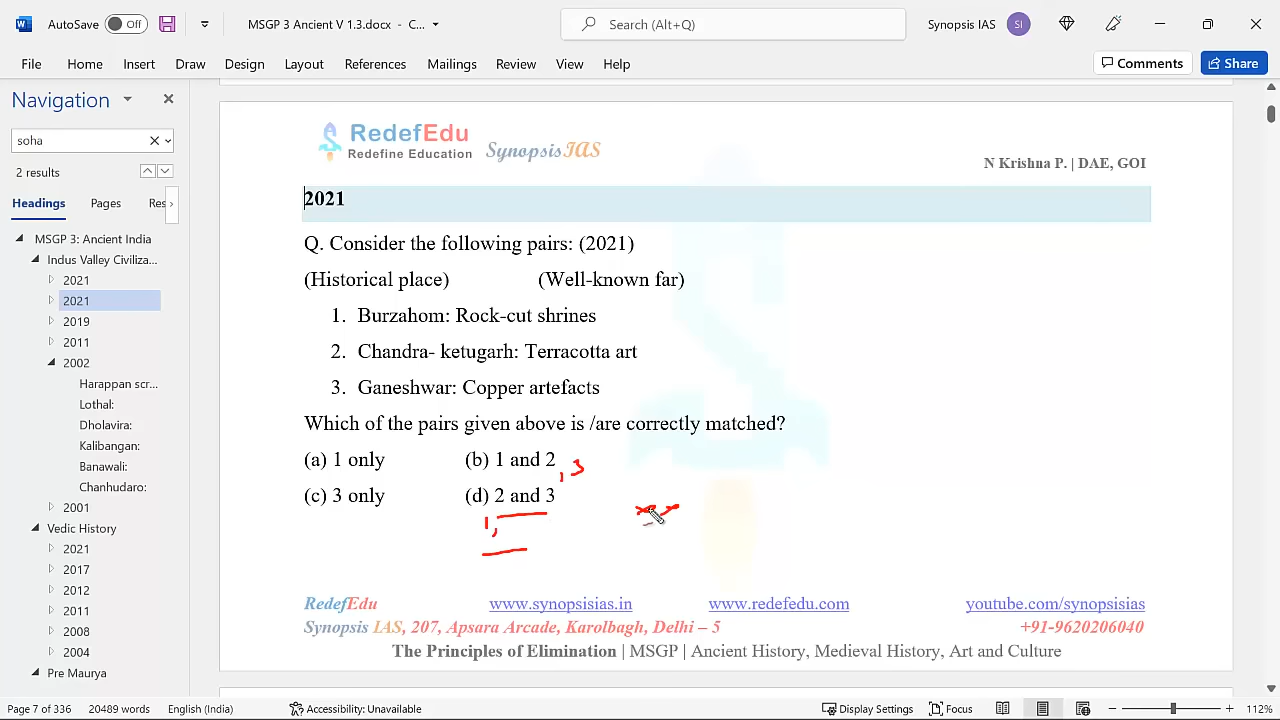 AutoSave Off MSGP 3 Ancient V 1.3.docx - C... Search (Alt+Q) Synopsis IAS SI
File Home Insert Draw Design Layout References Mailings Review View Help Comments Share
Navigation
soha
2 results
Headings Pages Res
MSGP 3: Ancient India
Indus Valley Civiliza...
2021
2021
2019
2011
2002
Harappan scr...
Lothal:
Dholavira:
Kalibangan:
Banawali:
Chanhudaro:
2001
Vedic History
2021
2017
2012
2011
2008
2004
Pre Maurya
RedefEdu
Redefine Education
SynopsisIAS
N Krishna P. | DAE, GOI
2021
Q. Consider the following pairs: (2021)
(Historical place) (Well-known far)
1. Burzahom: Rock-cut shrines
2. Chandra- ketugarh: Terracotta art
3. Ganeshwar: Copper artefacts
Which of the pairs given above is /are correctly matched?
(a) 1 only (b) 1 and 2
, 3
(c) 3 only (d) 2 and 3
1,
RedefEdu www.synopsisias.in www.redefedu.com youtube.com/synopsisias
Synopsis IAS, 207, Apsara Arcade, Karolbagh, Delhi – 5 +91-9620206040
The Principles of Elimination | MSGP | Ancient History, Medieval History, Art and Culture
Page 7 of 336 20489 words English (India) Accessibility: Unavailable Display Settings Focus 112%